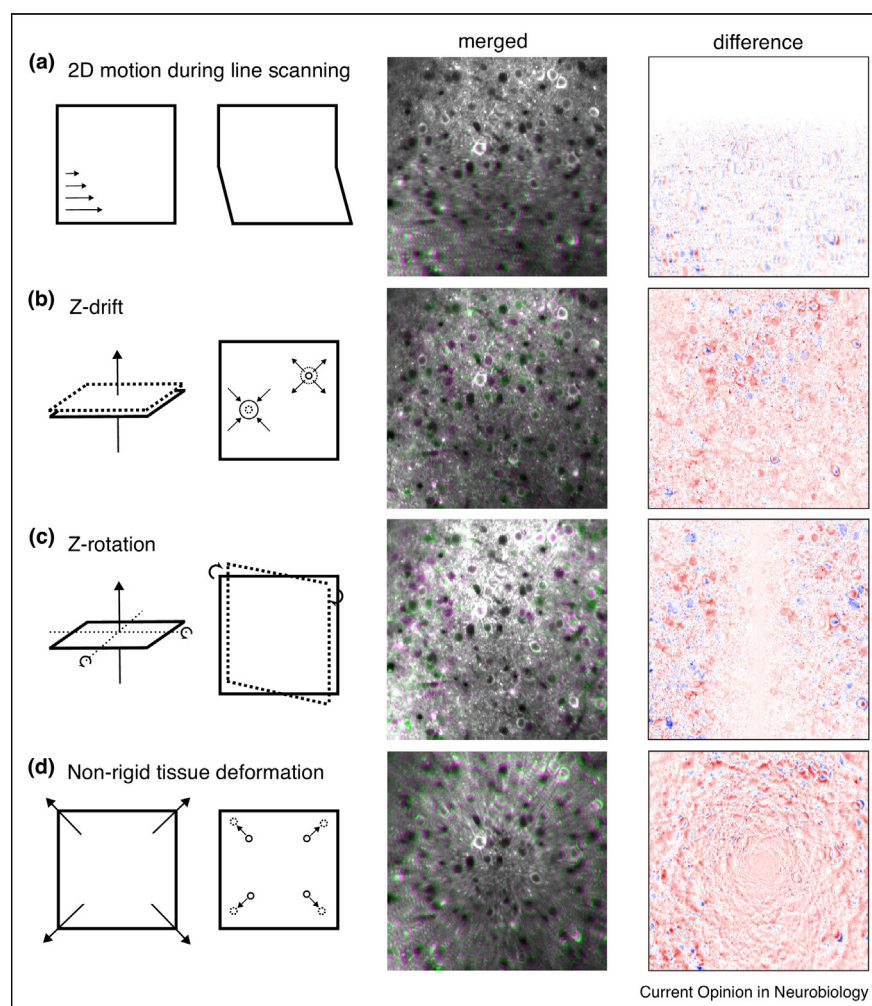 merged
difference
(a) 2D motion during line scanning
(b) Z-drift
(c) Z-rotation
(d) Non-rigid tissue deformation
Current Opinion in Neurobiology